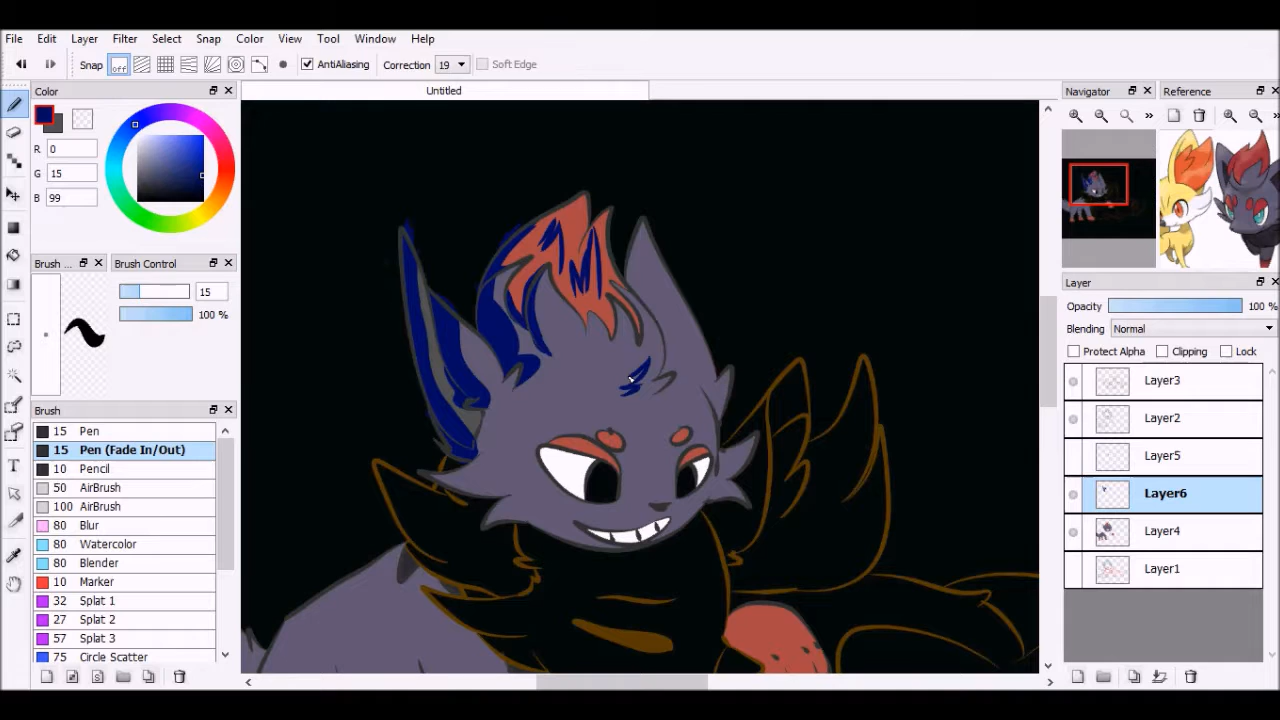 File Edit Layer Filter Select Snap Color View Tool Window Help
Snap off AntiAliasing Correction 19 Soft Edge
Color Untitled Navigator Reference
R 0
G 15
B 99
Brush ... Brush Control
15
100 %
Brush
15 Pen
15 Pen (Fade In/Out)
10 Pencil
50 AirBrush
100 AirBrush
80 Blur
80 Watercolor
80 Blender
10 Marker
32 Splat 1
27 Splat 2
57 Splat 3
75 Circle Scatter
Layer
Opacity 100 %
Blending Normal
Protect Alpha Clipping Lock
Layer3
Layer2
Layer5
Layer6
Layer4
Layer1